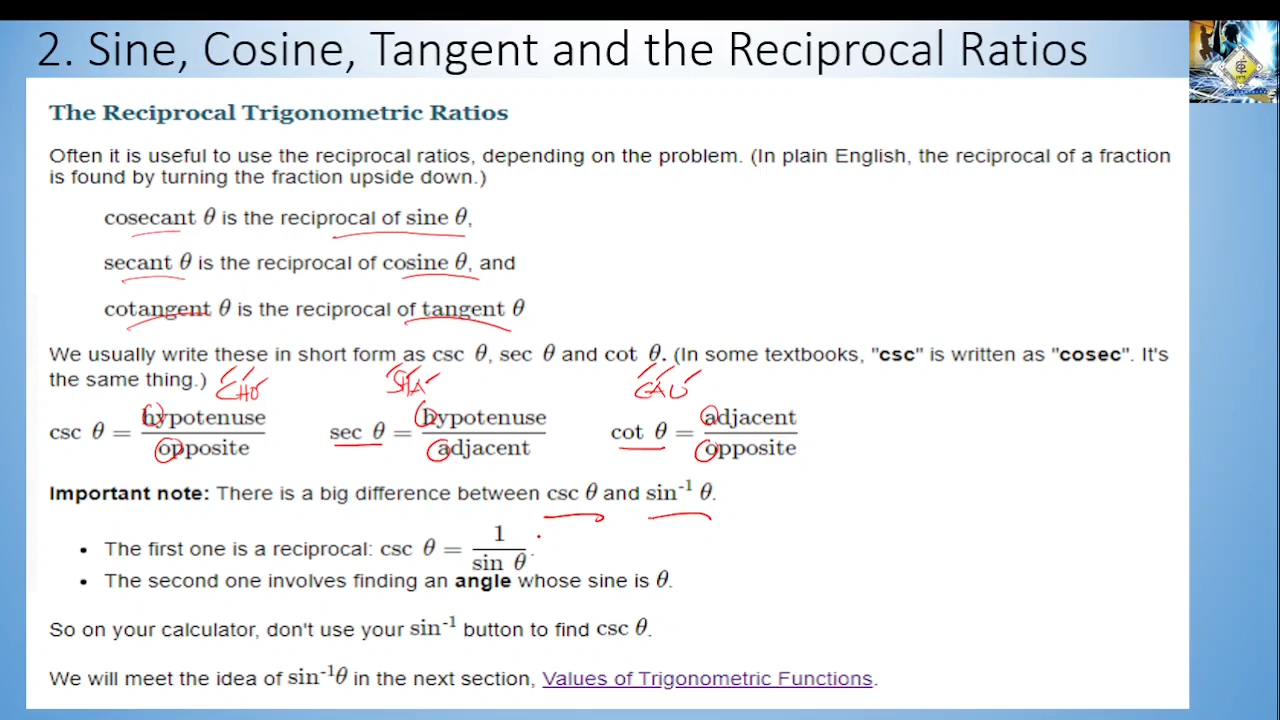 2. Sine, Cosine, Tangent and the Reciprocal Ratios
The Reciprocal Trigonometric Ratios
Often it is useful to use the reciprocal ratios, depending on the problem. (In plain English, the reciprocal of a fraction
is found by turning the fraction upside down.)
cosecant θ is the reciprocal of sine θ,
secant θ is the reciprocal of cosine θ, and
cotangent θ is the reciprocal of tangent θ
We usually write these in short form as csc θ, sec θ and cot θ. (In some textbooks, "csc" is written as "cosec". It's
the same thing.)
CHO SHA CAO
csc θ = hypotenuse/opposite sec θ = hypotenuse/adjacent cot θ = adjacent/opposite
Important note: There is a big difference between csc θ and sin⁻¹ θ.
• The first one is a reciprocal: csc θ = 1/sin θ.
• The second one involves finding an angle whose sine is θ.
So on your calculator, don't use your sin⁻¹ button to find csc θ.
We will meet the idea of sin⁻¹θ in the next section, Values of Trigonometric Functions.